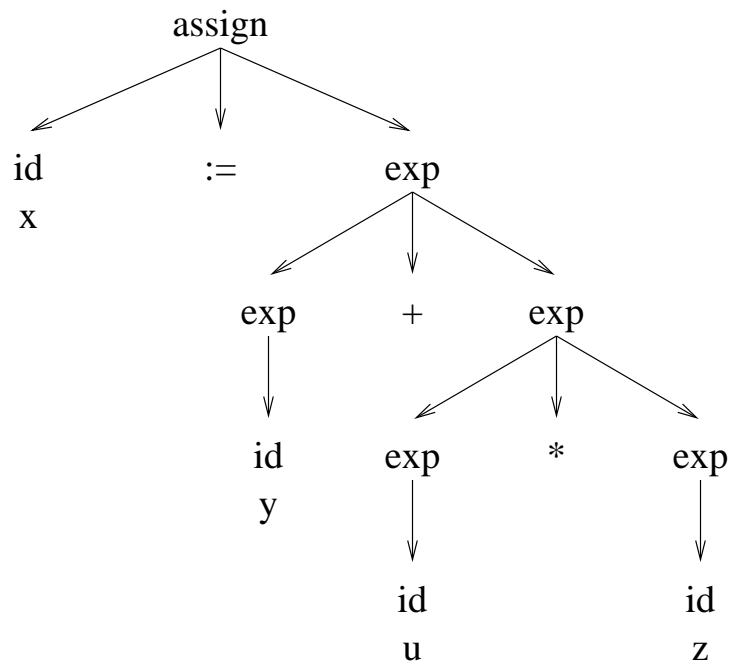 assign
id := exp
x
exp + exp
id exp * exp
y
id id
u z